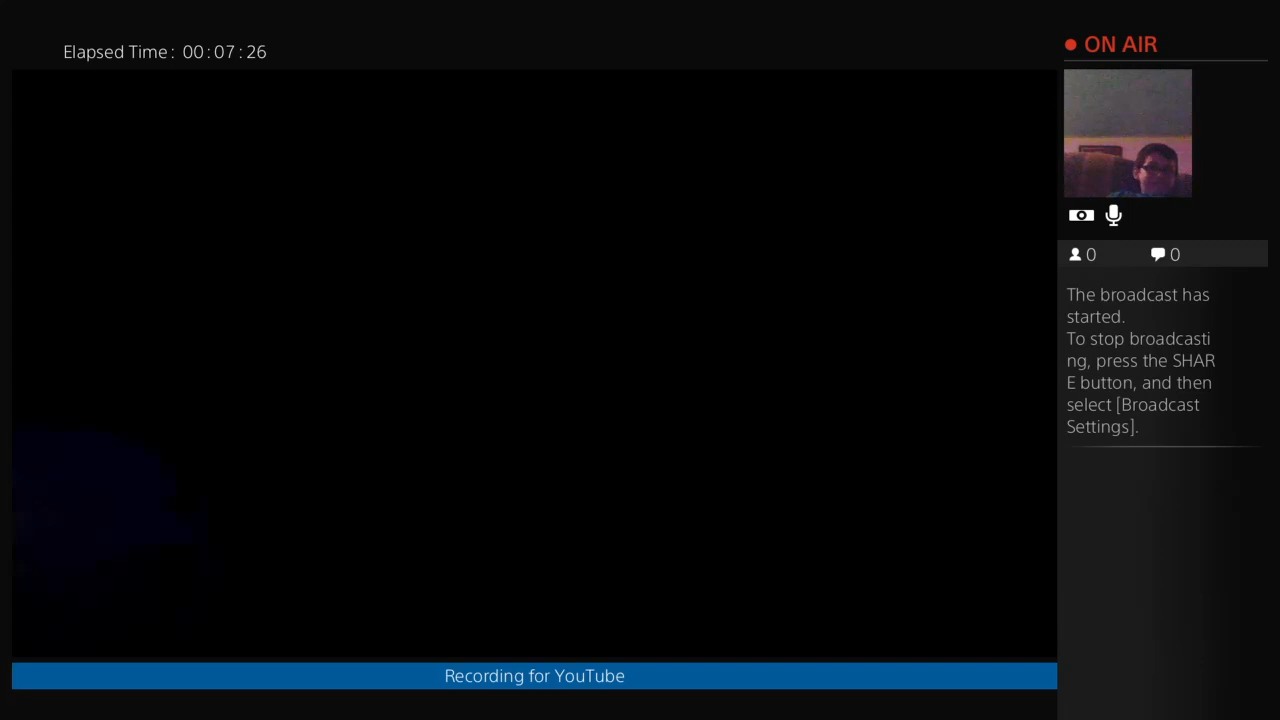 Elapsed Time: 00:07:26
ON AIR
0 0
The broadcast has
started.
To stop broadcasti
ng, press the SHAR
E button, and then
select [Broadcast
Settings].
Recording for YouTube